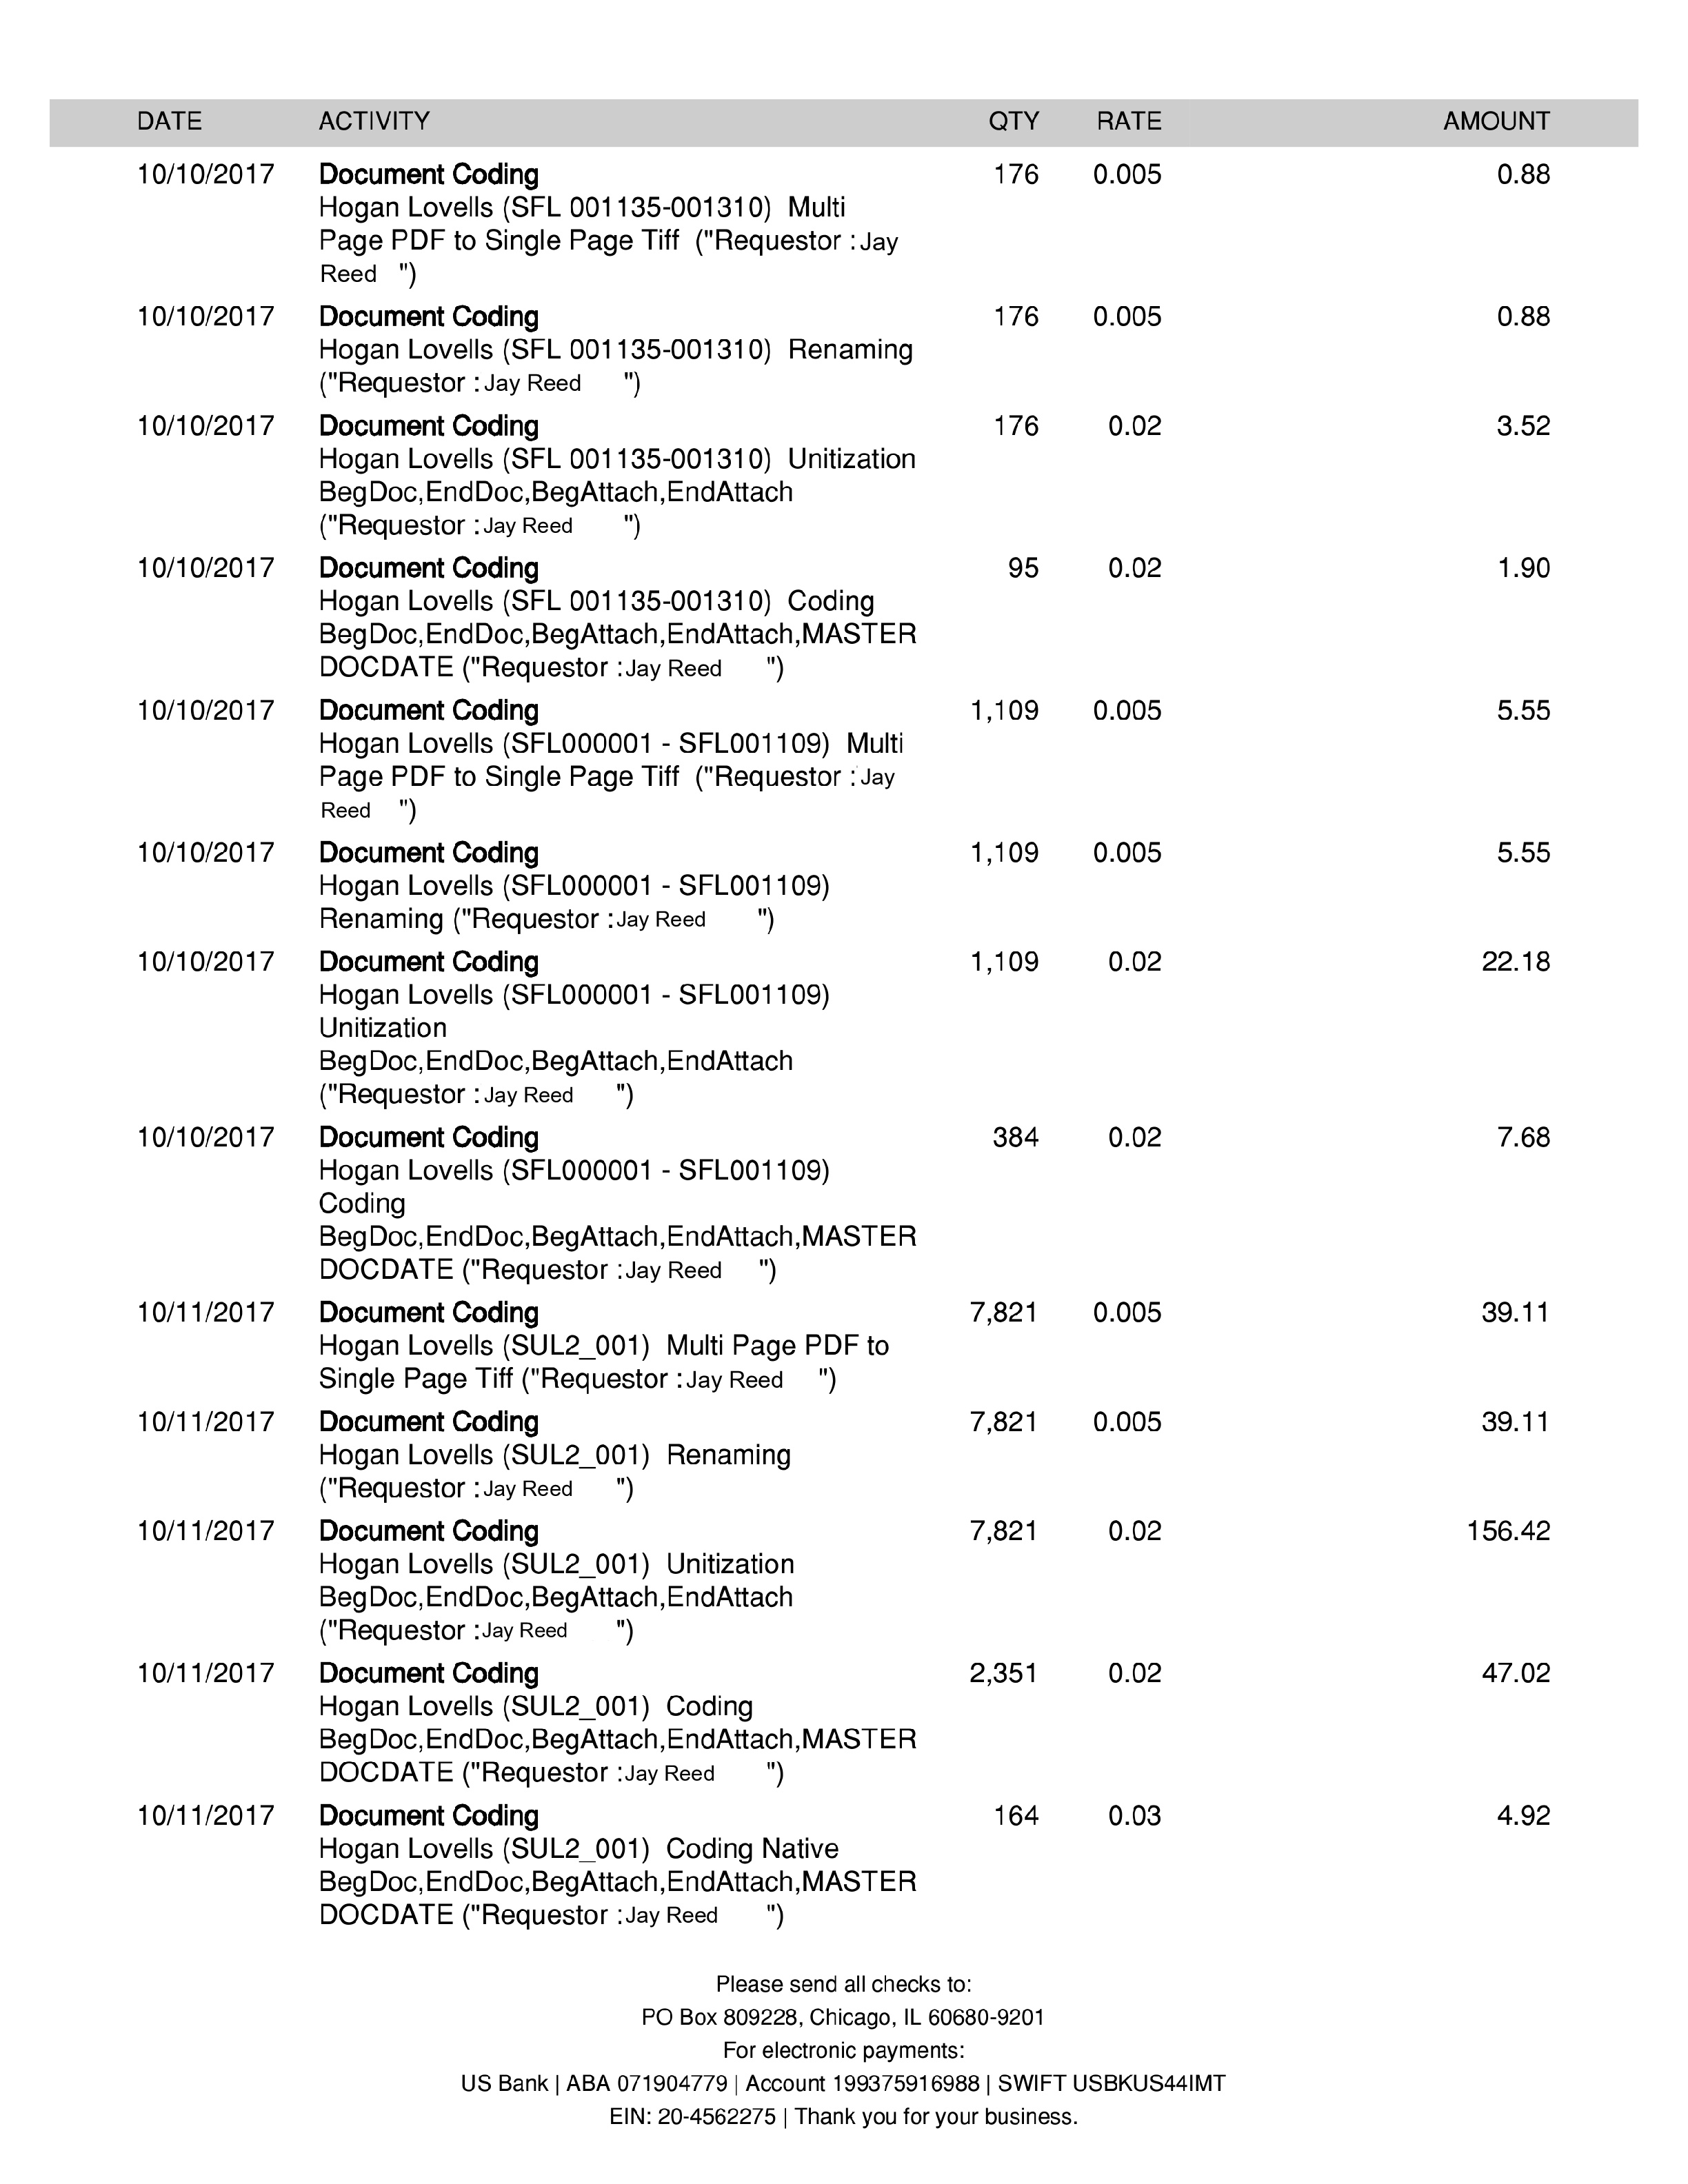 DATE ACTIVITY QTY RATE AMOUNT
10/10/2017 Document Coding 176 0.005 0.88
Hogan Lovells (SFL 001135-001310) Multi
Page PDF to Single Page Tiff ("Requestor : Jay
Reed ")
10/10/2017 Document Coding 176 0.005 0.88
Hogan Lovells (SFL 001135-001310) Renaming
("Requestor : Jay Reed ")
10/10/2017 Document Coding 176 0.02 3.52
Hogan Lovells (SFL 001135-001310) Unitization
BegDoc,EndDoc,BegAttach,EndAttach
("Requestor : Jay Reed ")
10/10/2017 Document Coding 95 0.02 1.90
Hogan Lovells (SFL 001135-001310) Coding
BegDoc,EndDoc,BegAttach,EndAttach,MASTER
DOCDATE ("Requestor : Jay Reed ")
10/10/2017 Document Coding 1,109 0.005 5.55
Hogan Lovells (SFL000001 - SFL001109) Multi
Page PDF to Single Page Tiff ("Requestor : Jay
Reed ")
10/10/2017 Document Coding 1,109 0.005 5.55
Hogan Lovells (SFL000001 - SFL001109)
Renaming ("Requestor : Jay Reed ")
10/10/2017 Document Coding 1,109 0.02 22.18
Hogan Lovells (SFL000001 - SFL001109)
Unitization
BegDoc,EndDoc,BegAttach,EndAttach
("Requestor : Jay Reed ")
10/10/2017 Document Coding 384 0.02 7.68
Hogan Lovells (SFL000001 - SFL001109)
Coding
BegDoc,EndDoc,BegAttach,EndAttach,MASTER
DOCDATE ("Requestor : Jay Reed ")
10/11/2017 Document Coding 7,821 0.005 39.11
Hogan Lovells (SUL2_001) Multi Page PDF to
Single Page Tiff ("Requestor : Jay Reed ")
10/11/2017 Document Coding 7,821 0.005 39.11
Hogan Lovells (SUL2_001) Renaming
("Requestor : Jay Reed ")
10/11/2017 Document Coding 7,821 0.02 156.42
Hogan Lovells (SUL2_001) Unitization
BegDoc,EndDoc,BegAttach,EndAttach
("Requestor : Jay Reed ")
10/11/2017 Document Coding 2,351 0.02 47.02
Hogan Lovells (SUL2_001) Coding
BegDoc,EndDoc,BegAttach,EndAttach,MASTER
DOCDATE ("Requestor : Jay Reed ")
10/11/2017 Document Coding 164 0.03 4.92
Hogan Lovells (SUL2_001) Coding Native
BegDoc,EndDoc,BegAttach,EndAttach,MASTER
DOCDATE ("Requestor : Jay Reed ")
Please send all checks to:
PO Box 809228, Chicago, IL 60680-9201
For electronic payments:
US Bank | ABA 071904779 | Account 199375916988 | SWIFT USBKUS44IMT
EIN: 20-4562275 | Thank you for your business.